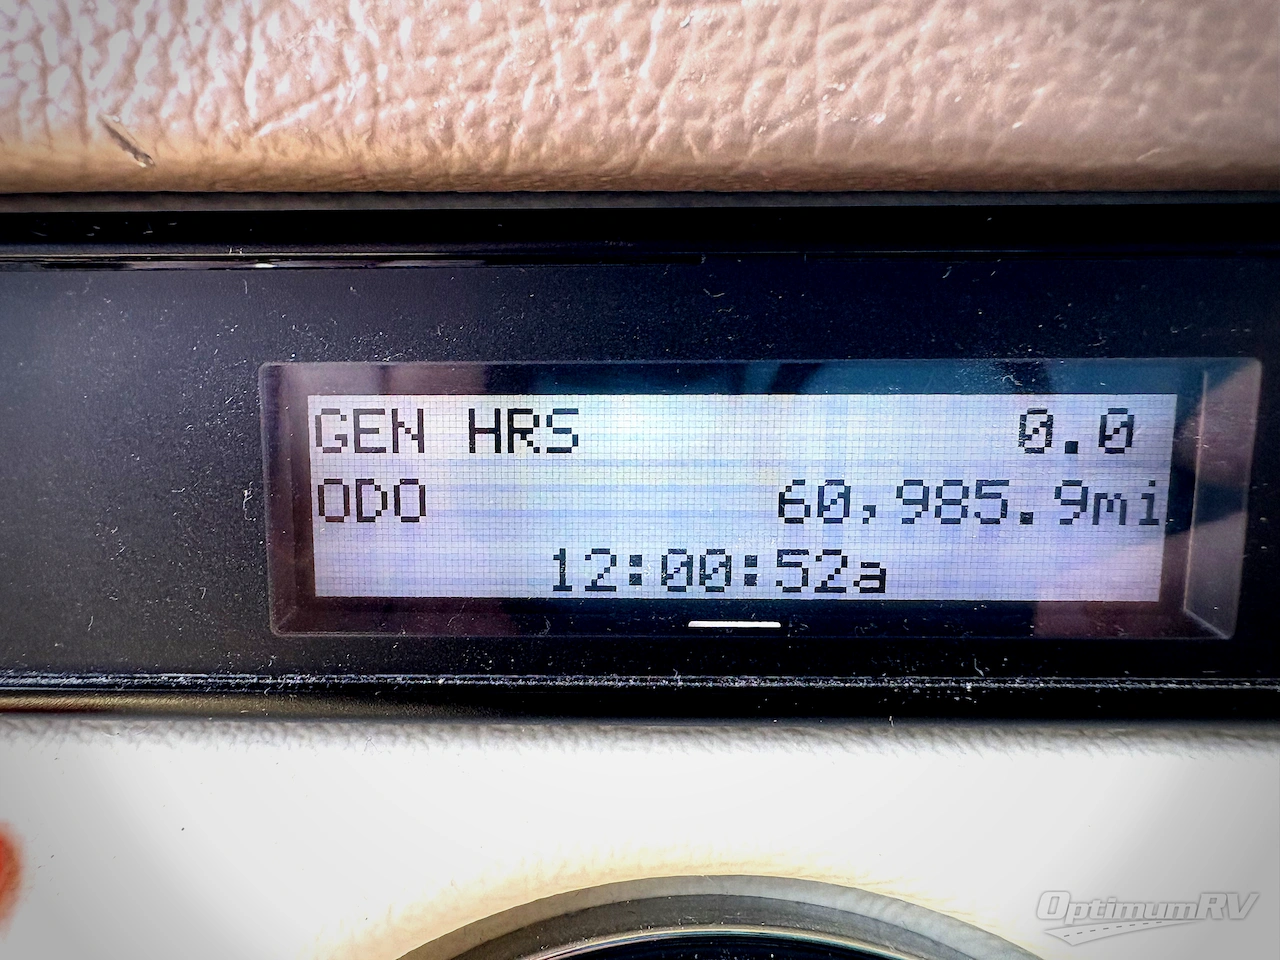 GEN HRS 0.0
ODO 60,985.9mi
12:00:52a
OptimumRV